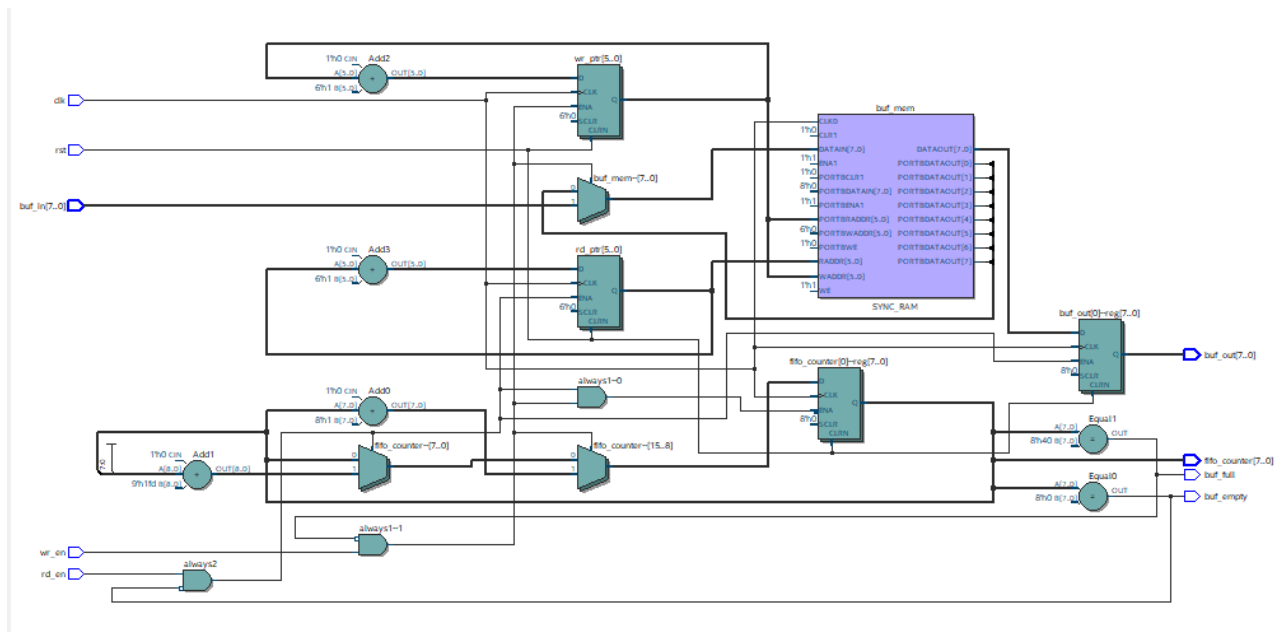 clk
rst
buf_in[7..0]
wr_en
rd_en
1'h0 CIN
Add2
A[5..0]
OUT[5..0]
6'h1 B[5..0]
+
wr_ptr[5..0]
D
CLK
ENA
6'h0
SCLR
CLRN
Q
buf_mem~[7..0]
0
1
1'h0 CIN
Add3
A[5..0]
OUT[5..0]
6'h1 B[5..0]
+
rd_ptr[5..0]
D
CLK
ENA
6'h0
SCLR
CLRN
Q
buf_mem
CLK0
1'h0
CLR1
DATAIN[7..0]
1'h1
ENA1
1'h0
PORTBCLR1
8'h0
PORTBDATAIN[7..0]
1'h1
PORTBENA1
PORTBRADDR[5..0]
6'h0
PORTBWADDR[5..0]
1'h0
PORTBWE
RADDR[5..0]
WADDR[5..0]
1'h1
WE
DATAOUT[7..0]
PORTBDATAOUT[0]
PORTBDATAOUT[1]
PORTBDATAOUT[2]
PORTBDATAOUT[3]
PORTBDATAOUT[4]
PORTBDATAOUT[5]
PORTBDATAOUT[6]
PORTBDATAOUT[7]
SYNC_RAM
buf_out[0]~reg[7..0]
D
CLK
ENA
8'h0
SCLR
CLRN
Q
buf_out[7..0]
fifo_counter[0]~reg[7..0]
D
CLK
ENA
8'h0
SCLR
CLRN
Q
always1~0
1'h0 CIN
Add0
A[7..0]
OUT[7..0]
8'h1 B[7..0]
+
7:0
1'h0 CIN
Add1
A[8..0]
OUT[8..0]
9'h1fd B[8..0]
+
fifo_counter~[7..0]
0
1
fifo_counter~[15..8]
0
1
Equal1
A[7..0]
OUT
8'h40 B[7..0]
=
Equal0
A[7..0]
OUT
8'h0 B[7..0]
=
fifo_counter[7..0]
buf_full
buf_empty
always1~1
always2